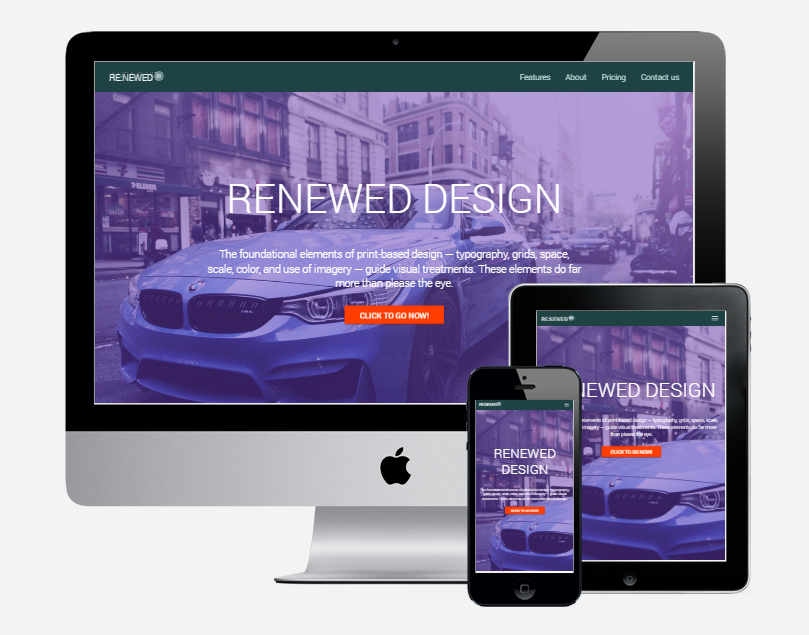 RE:NEWED
Features About Pricing Contact us
7-ELEVEN
RENEWED DESIGN
The foundational elements of print-based design — typography, grids, space,
scale, color, and use of imagery — guide visual treatments. These elements do far
more than please the eye.
CLICK TO GO NOW!
RE:NEWED
NEWED DESIGN
elements of print-based design — typography, grids, space, scale,
imagery — guide visual treatments. These elements do far more
than please the eye.
CLICK TO GO NOW!
RE:NEWED
RENEWED
DESIGN
CLICK TO GO NOW!